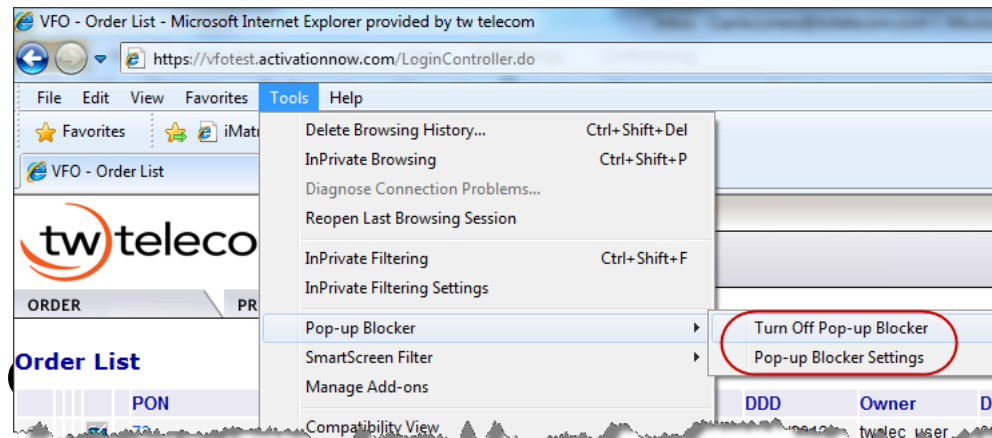 VFO - Order List - Microsoft Internet Explorer provided by tw telecom
https://vfotest.activationnow.com/LoginController.do
File Edit View Favorites Tools Help
Favorites iMat
VFO - Order List
Delete Browsing History... Ctrl+Shift+Del
InPrivate Browsing Ctrl+Shift+P
Diagnose Connection Problems...
Reopen Last Browsing Session
InPrivate Filtering Ctrl+Shift+F
InPrivate Filtering Settings
Pop-up Blocker
SmartScreen Filter
Manage Add-ons
Compatibility View
Turn Off Pop-up Blocker
Pop-up Blocker Settings
tw teleco
ORDER PR
Order List
PON DDD Owner D
twtelec_user